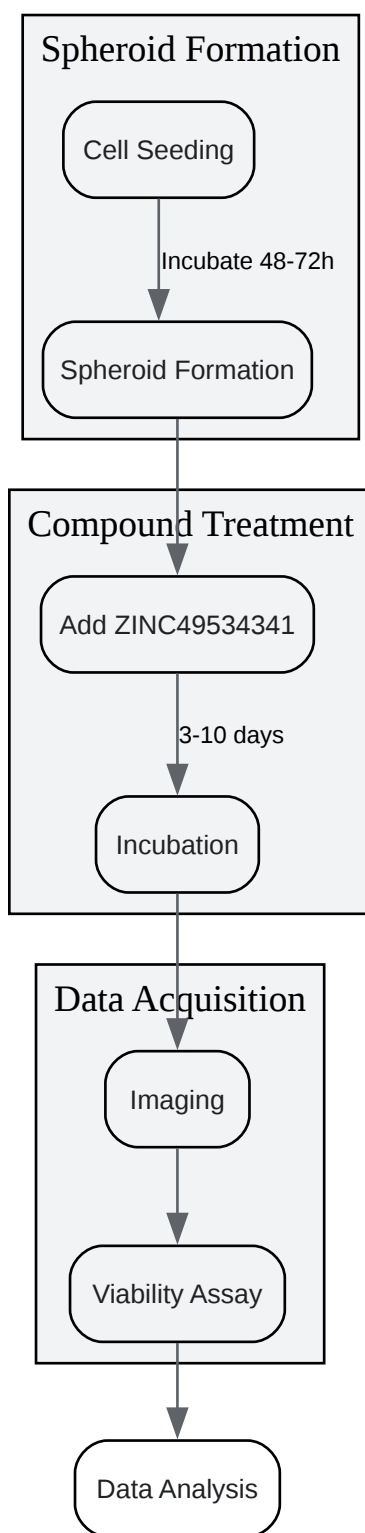 Spheroid Formation
Cell Seeding
Incubate 48-72h
Spheroid Formation
Compound Treatment
Add ZINC49534341
3-10 days
Incubation
Data Acquisition
Imaging
Viability Assay
Data Analysis